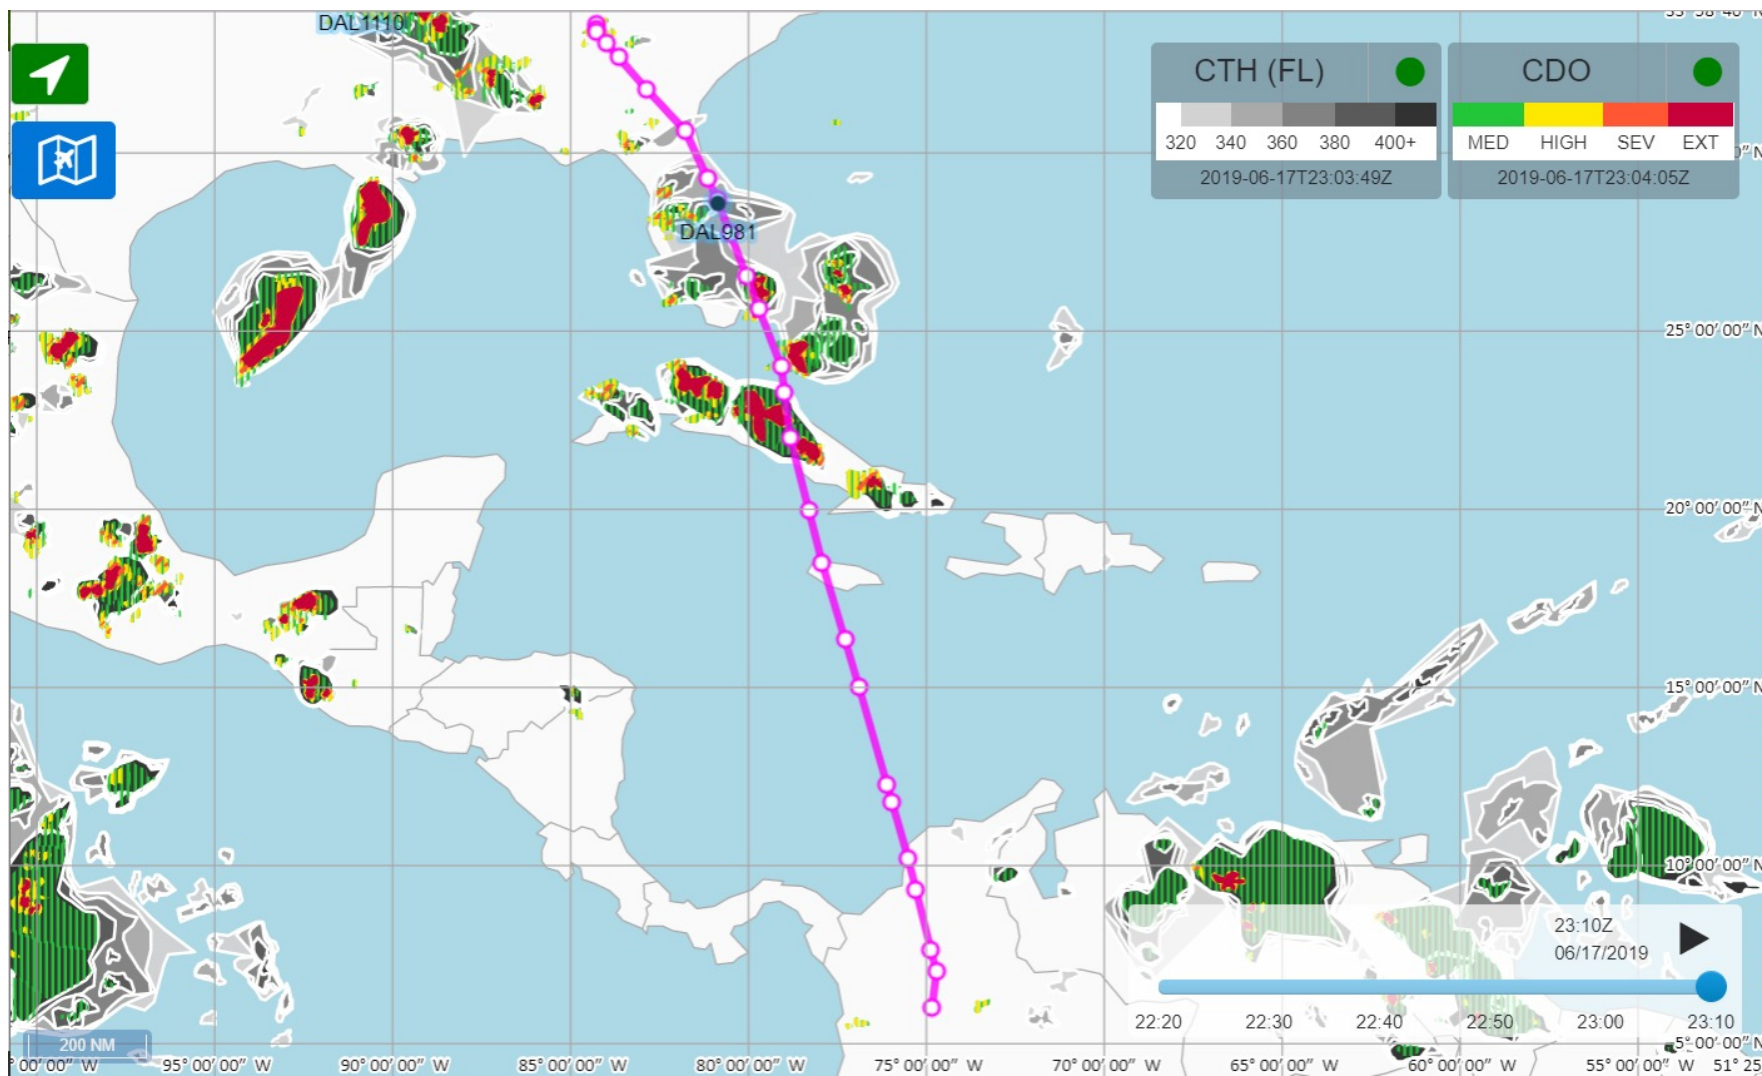 DAL1110
CTH (FL)
320 340 360 380 400+
2019-06-17T23:03:49Z
CDO
MED HIGH SEV EXT
2019-06-17T23:04:05Z
DAL981
25° 00' 00" N
20° 00' 00" N
15° 00' 00" N
10° 00' 00" N
23:10Z
06/17/2019
22:20 22:30 22:40 22:50 23:00 23:10
200 NM
5° 00' 00" N
95° 00' 00" W 90° 00' 00" W 85° 00' 00" W 80° 00' 00" W 75° 00' 00" W 70° 00' 00" W 65° 00' 00" W 60° 00' 00" W 55° 00' 00" W